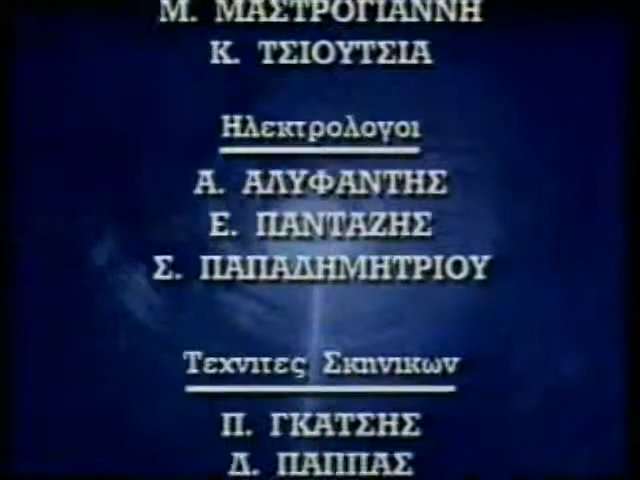 Μ. ΜΑΣΤΡΟΓΙΑΝΝΗ
Κ. ΤΣΙΟΥΤΣΙΑ
Ηλεκτρολογοι
Α. ΑΛΥΦΑΝΤΗΣ
Ε. ΠΑΝΤΑΖΗΣ
Σ. ΠΑΠΑΔΗΜΗΤΡΙΟΥ
Τεχνιτες Σκηνικων
Π. ΓΚΑΤΣΗΣ
Δ. ΠΑΠΠΑΣ